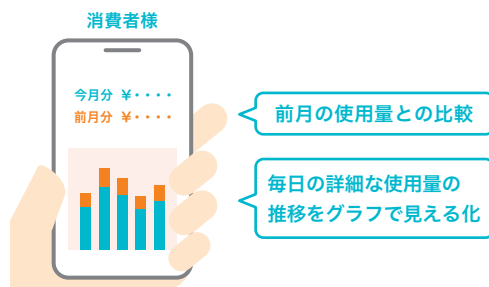 消費者様
今月分 ¥・・・・
前月分 ¥・・・・
前月の使用量との比較
毎日の詳細な使用量の
推移をグラフで見える化